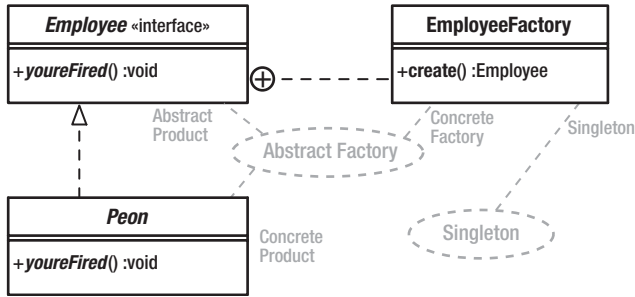 Employee «interface»
+youreFired() :void
EmployeeFactory
+create() :Employee
Abstract
Product
Concrete
Factory
Singleton
Abstract Factory
Peon
+youreFired() :void
Concrete
Product
Singleton